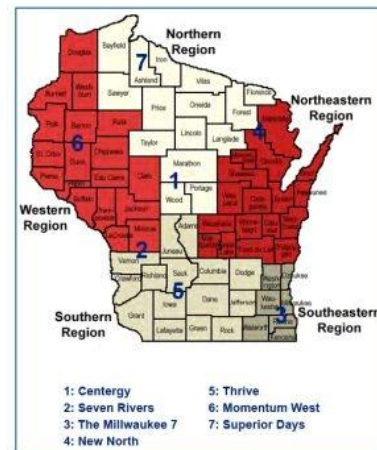 Northern
Region
Northeastern
Region
Western
Region
Southern
Region
Southeastern
Region
Douglas
Bayfield
Iron
Ashland
Vilas
Florence
Burnett
Sawyer
Price
Oneida
Forest
Polk
Barron
Rusk
Lincoln
Langlade
Taylor
Chippewa
Dunn
St. Croix
Marathon
Pierce
Eau Claire
Clark
Wood
Portage
Buffalo
Jackson
Monroe
Juneau
Adams
Vernon
Crawford
Richland
Sauk
Columbia
Dodge
Iowa
Dane
Jefferson
Grant
Lafayette
Green
Rock
7
4
6
1
2
5
3
1: Centergy
2: Seven Rivers
3: The Millwaukee 7
4: New North
5: Thrive
6: Momentum West
7: Superior Days